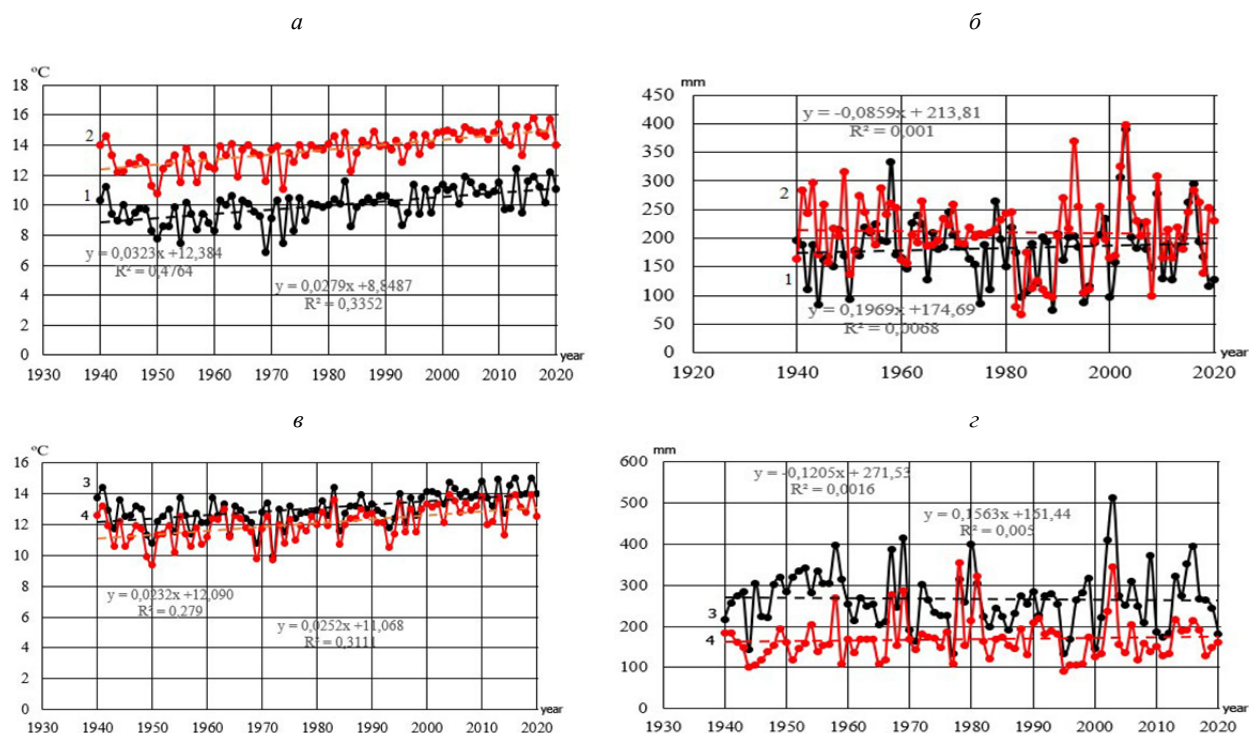 а
б
ºC
18
16
14
12
10
8
6
4
2
0
2
1
y = 0,0323x +12,384
R² = 0,4764
y = 0,0279x +8,8487
R² = 0,3352
year
1930 1940 1950 1960 1970 1980 1990 2000 2010 2020
mm
450
400
350
300
250
200
150
100
50
0
y = -0,0859x + 213,81
R² = 0,001
2
1
y = 0,1969x +174,69
R² = 0,0068
year
1920 1940 1960 1980 2000 2020
в
г
ºC
16
14
12
10
8
6
4
2
0
3
4
y = 0,0232x +12,090
R² = 0,279
y = 0,0252x +11,068
R² = 0,3111
year
1930 1940 1950 1960 1970 1980 1990 2000 2010 2020
mm
600
500
400
300
200
100
0
y = -0,1205x + 271,53
R² = 0,0016
y = 0,1563x +161,44
R² = 0,005
3
4
year
1930 1940 1950 1960 1970 1980 1990 2000 2010 2020